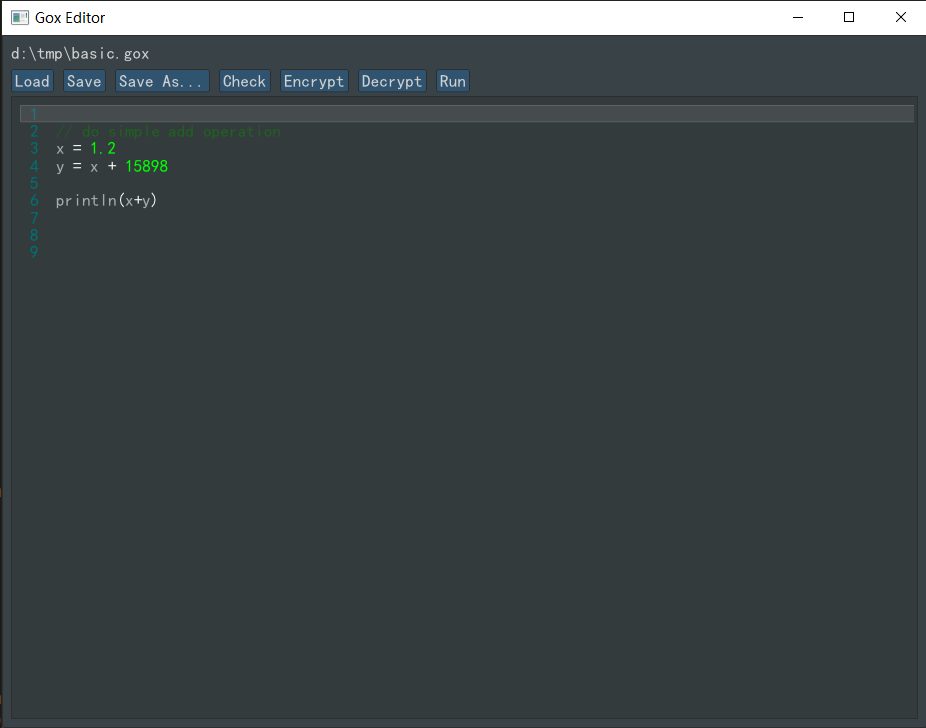 Gox Editor
d:\tmp\basic.gox
Load Save Save As... Check Encrypt Decrypt Run
1
2 // do simple add operation
3 x = 1.2
4 y = x + 15898
5
6 println(x+y)
7
8
9